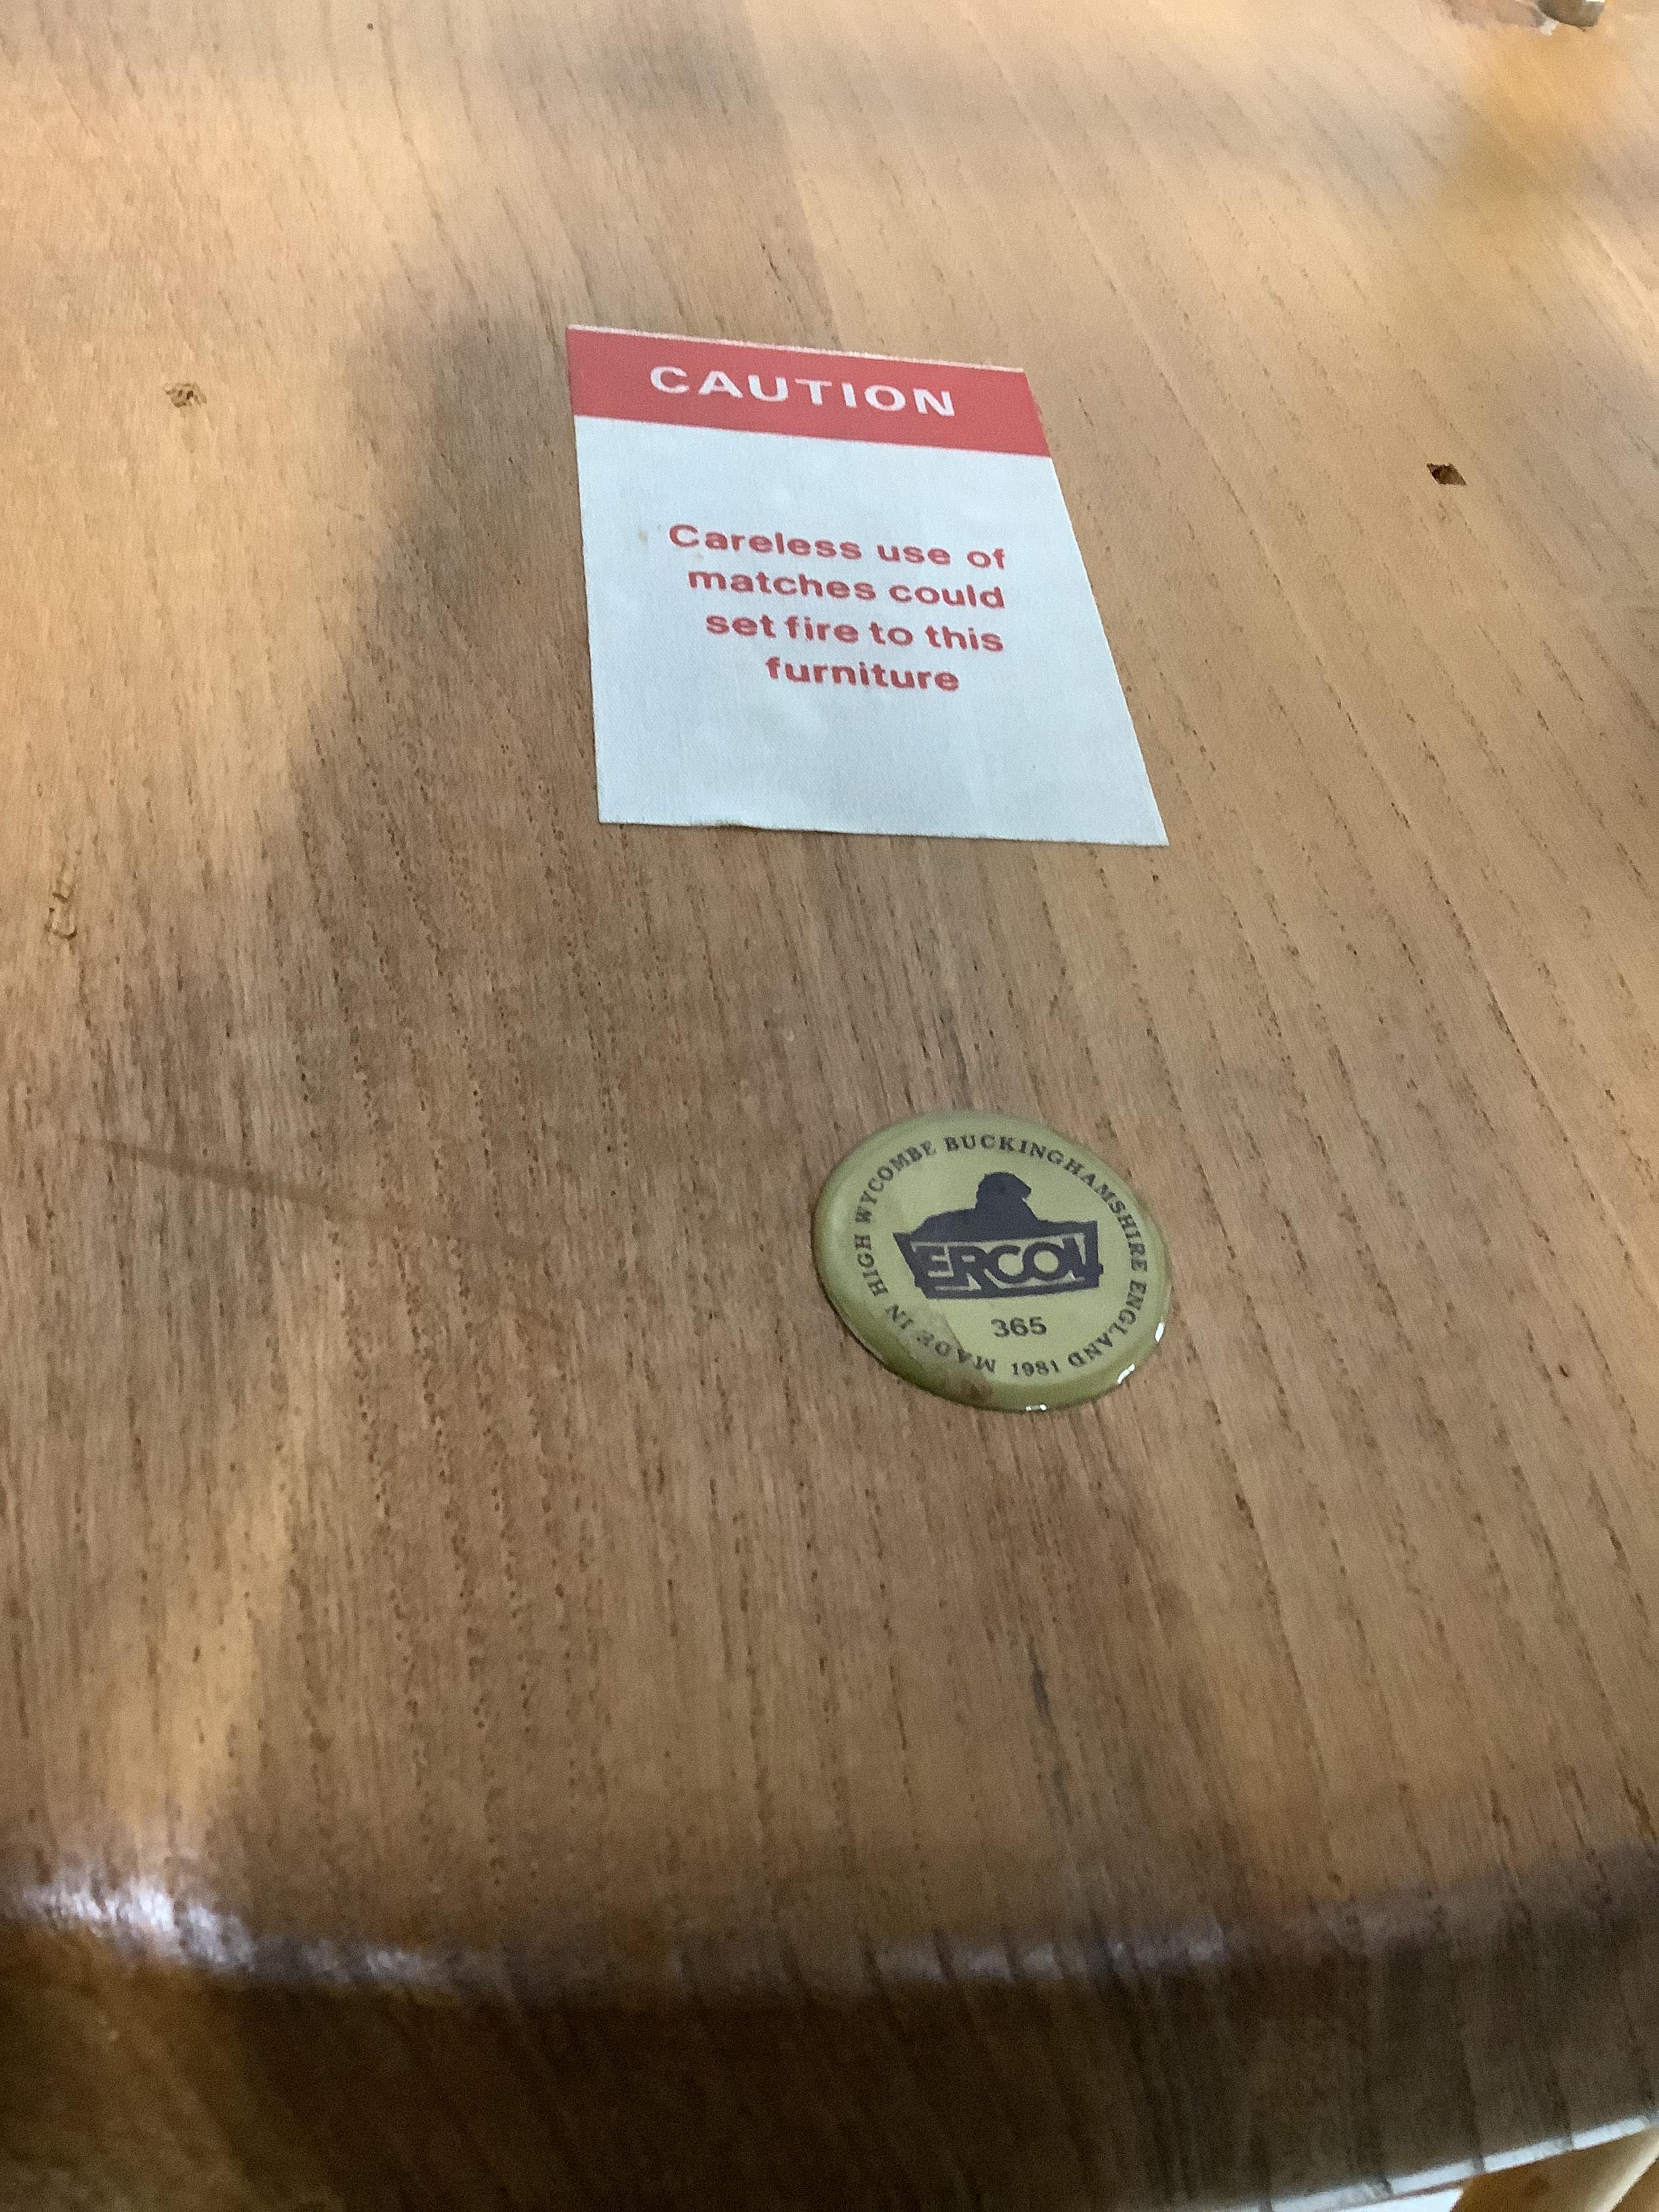 CAUTION
Careless use of
matches could
set fire to this
furniture
MADE IN HIGH WYCOMBE BUCKINGHAMSHIRE ENGLAND
ERCOL
365
1981